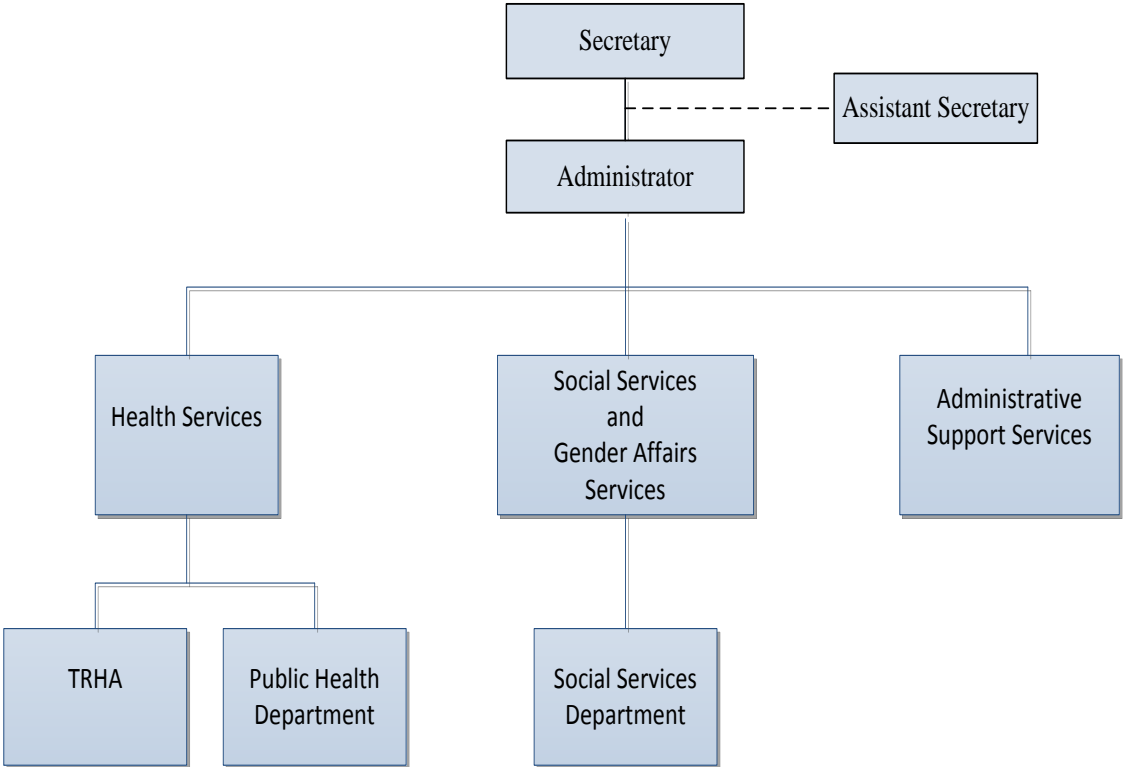 Secretary
Assistant Secretary
Administrator
Health Services
Social Services
and
Gender Affairs
Services
Administrative
Support Services
TRHA
Public Health
Department
Social Services
Department